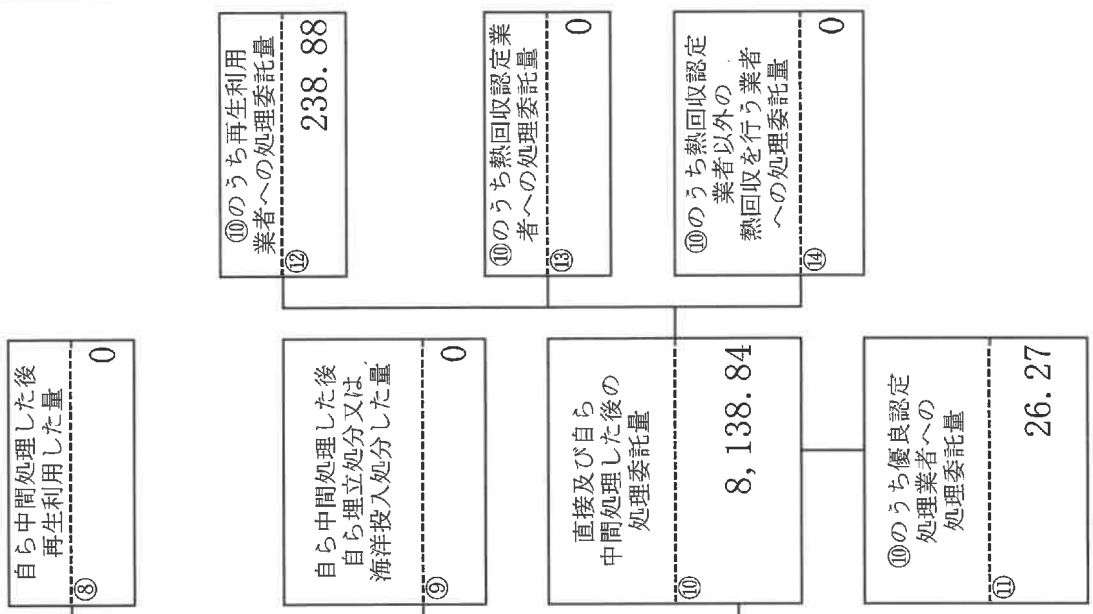 自ら中間処理した後
再生利用した量
⑧
0
自ら中間処理した後
自ら埋立処分又は
海洋投入処分した量
⑨
0
直接及び自ら
中間処理した後の
処理委託量
⑩
8,138.84
⑩のうち優良認定
処理業者への
処理委託量
⑪
26.27
⑩のうち再生利用
業者への処理委託量
⑫
238.88
⑩のうち熱回収認定業
者への処理委託量
⑬
0
⑩のうち熱回収認定
業者以外の
熱回収を行う業者
への処理委託量
⑭
0